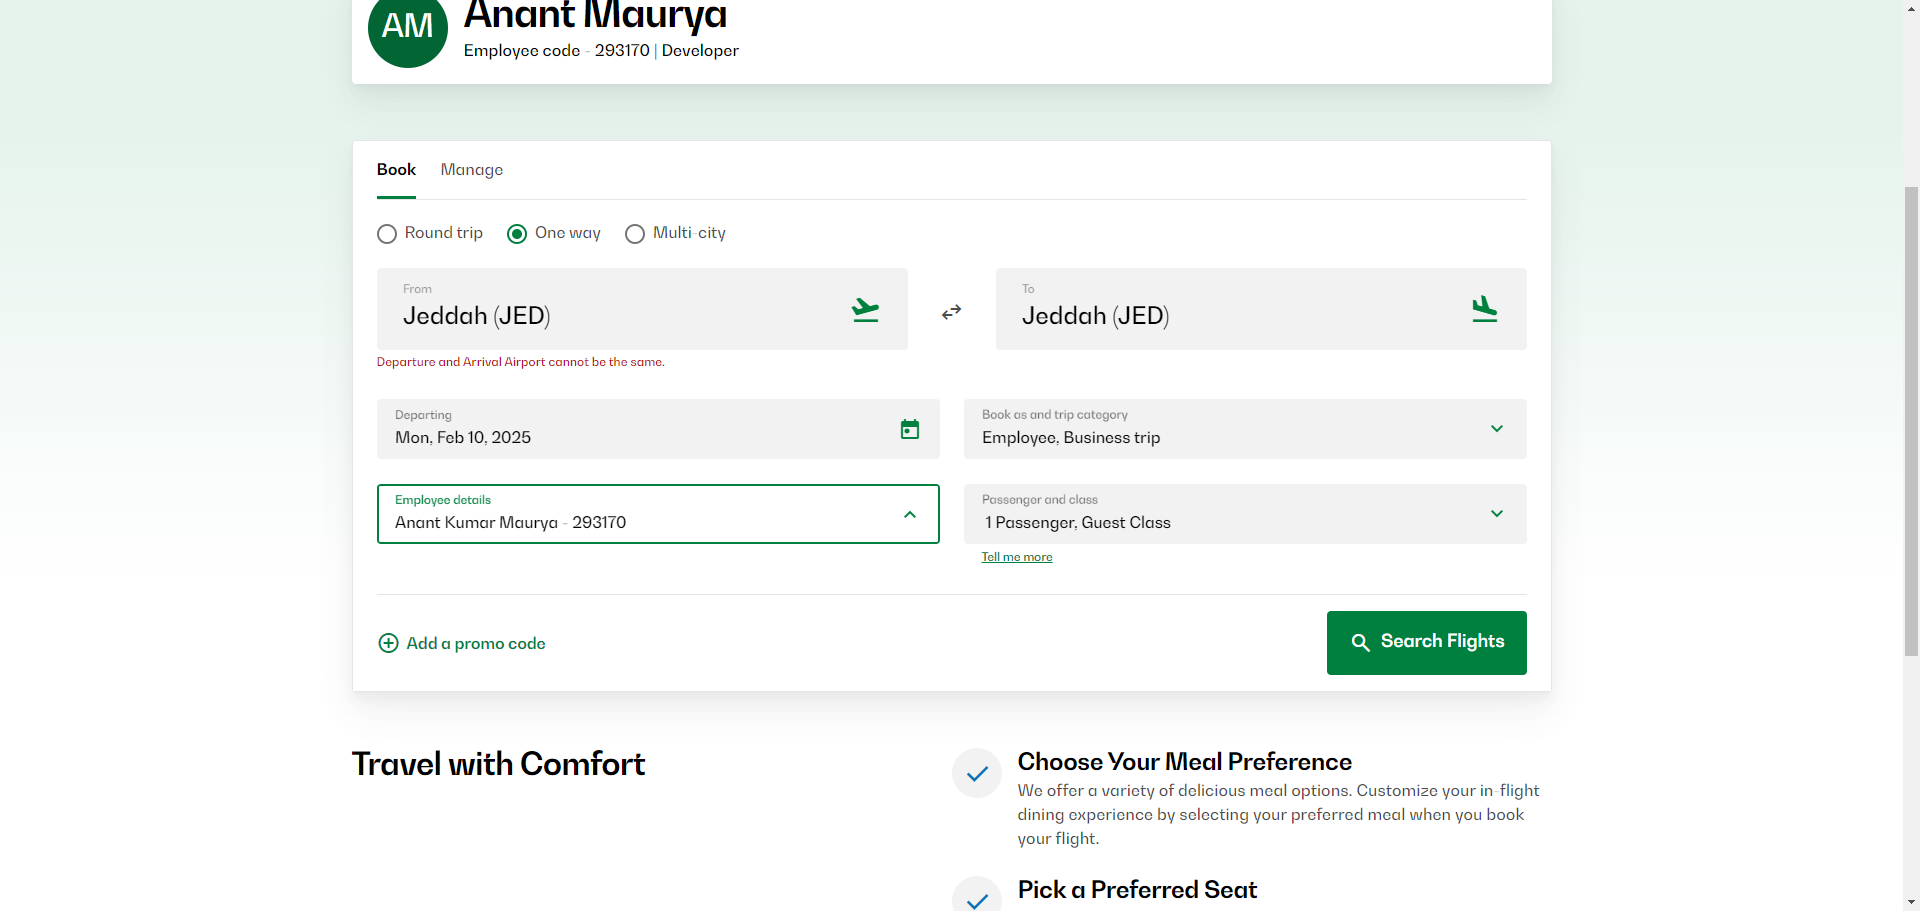 AM
Anant Maurya
Employee code - 293170 | Developer
Book
Manage
Round trip
One way
Multi-city
From
Jeddah (JED)
To
Jeddah (JED)
Departure and Arrival Airport cannot be the same.
Departing
Mon, Feb 10, 2025
Book as and trip category
Employee, Business trip
Employee details
Anant Kumar Maurya - 293170
Passenger and class
1 Passenger, Guest Class
Tell me more
Add a promo code
Search Flights
Travel with Comfort
Choose Your Meal Preference
We offer a variety of delicious meal options. Customize your in-flight
dining experience by selecting your preferred meal when you book
your flight.
Pick a Preferred Seat